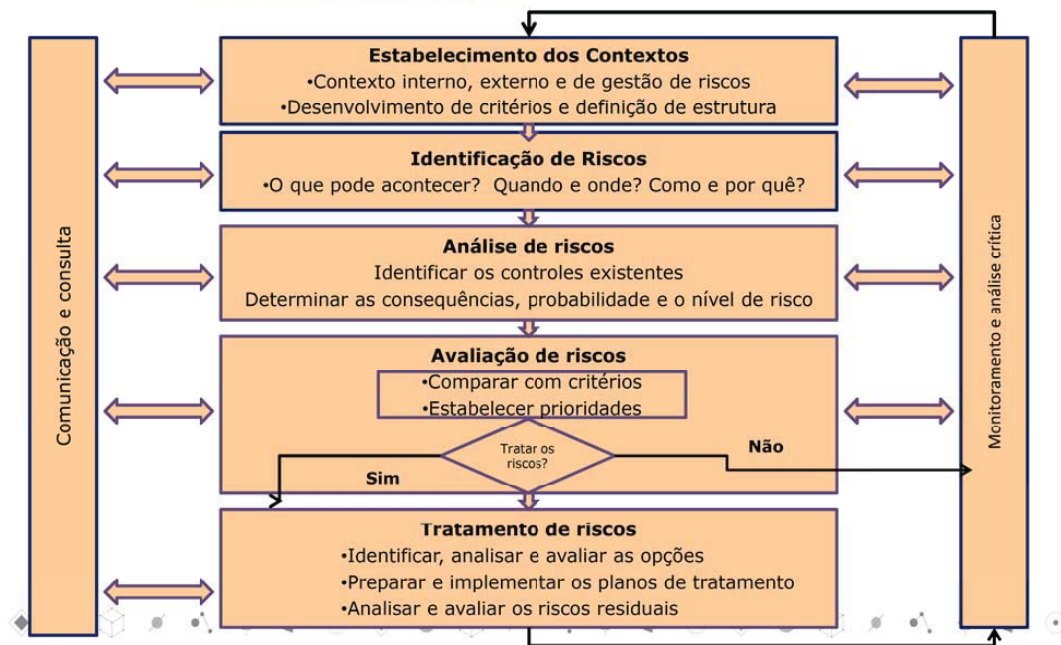 Estabelecimento dos Contextos
•Contexto interno, externo e de gestão de riscos
•Desenvolvimento de critérios e definição de estrutura
Identificação de Riscos
•O que pode acontecer? Quando e onde? Como e por quê?
Análise de riscos
Identificar os controles existentes
Determinar as consequências, probabilidade e o nível de risco
Avaliação de riscos
•Comparar com critérios
•Estabelecer prioridades
Tratar os
riscos?
Não
Sim
Tratamento de riscos
•Identificar, analisar e avaliar as opções
•Preparar e implementar os planos de tratamento
•Analisar e avaliar os riscos residuais
Comunicação e consulta
Monitoramento e análise crítica